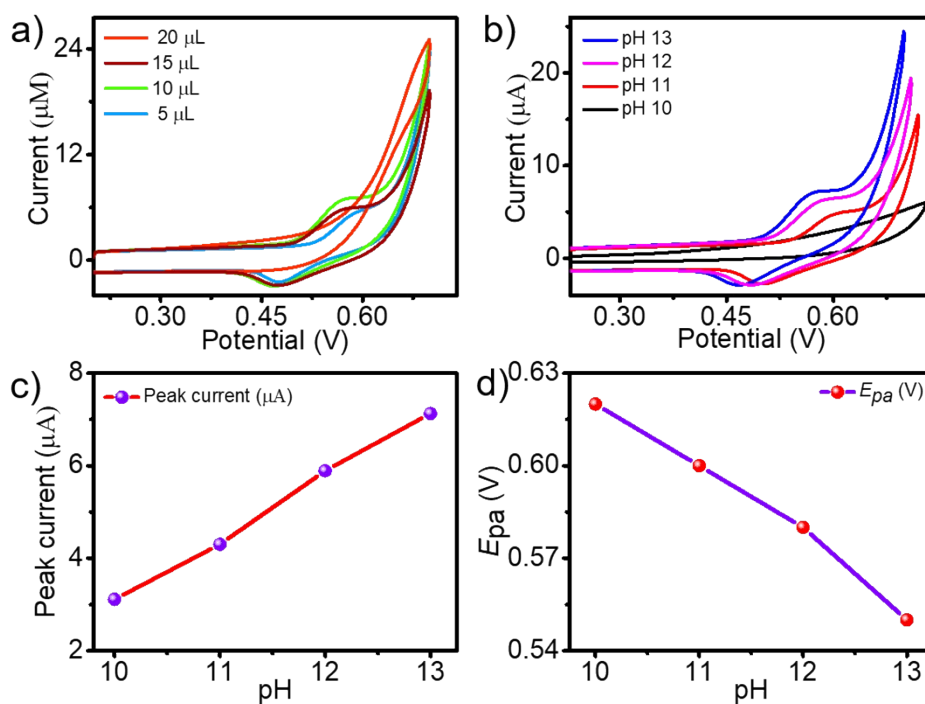 a)
20 μL
15 μL
10 μL
5 μL
24
12
0
Current (μM)
0.30
0.45
0.60
Potential (V)
b)
pH 13
pH 12
pH 11
pH 10
20
10
0
Current (μA)
0.30
0.45
0.60
Potential (V)
c)
Peak current (μA)
8
6
4
2
Peak current (μA)
10
11
12
13
pH
d)
Epa (V)
0.63
0.60
0.57
0.54
Epa (V)
10
11
12
13
pH